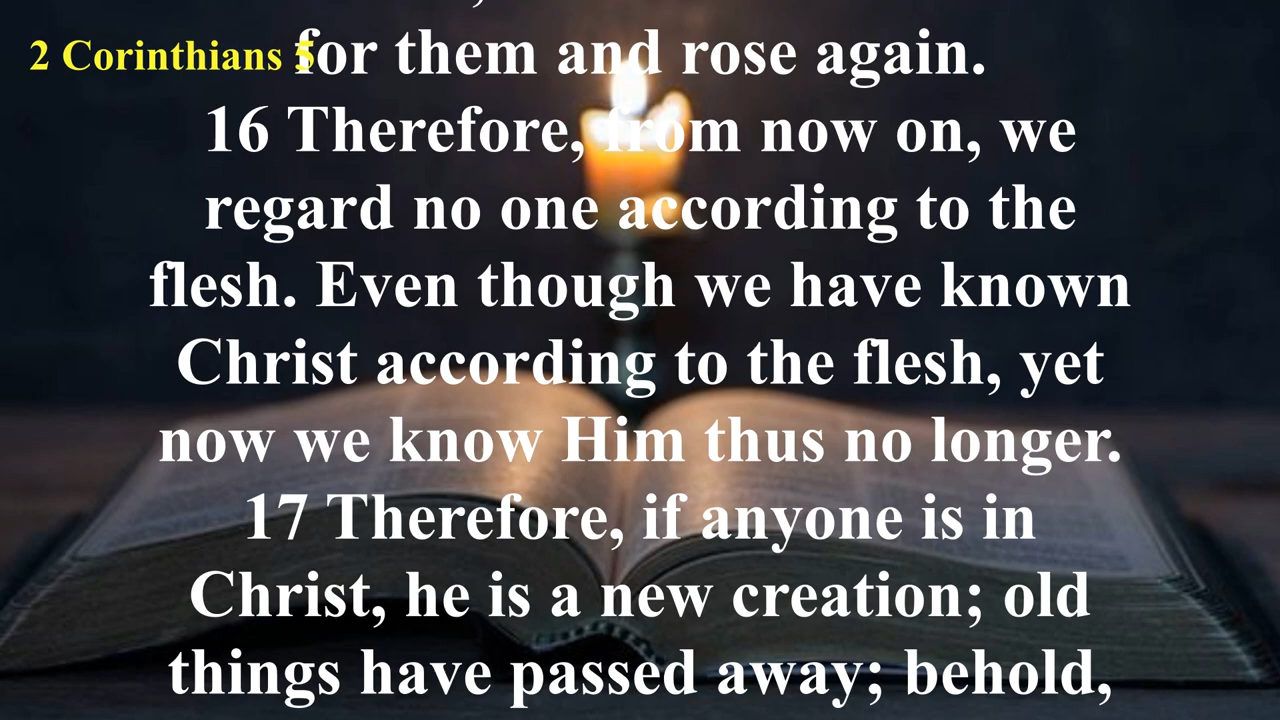 2 Corinthians 5
for them and rose again.
16 Therefore, from now on, we
regard no one according to the
flesh. Even though we have known
Christ according to the flesh, yet
now we know Him thus no longer.
17 Therefore, if anyone is in
Christ, he is a new creation; old
things have passed away; behold,